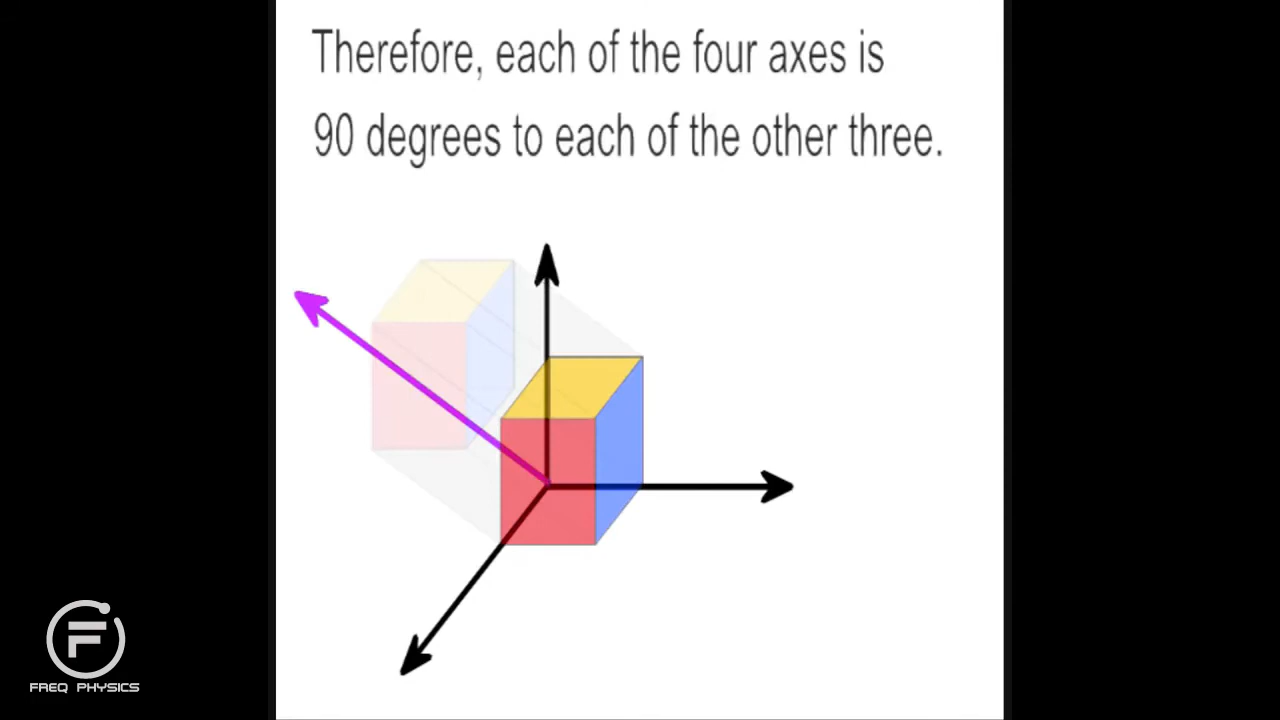 Therefore, each of the four axes is
90 degrees to each of the other three.
FREQ PHYSICS